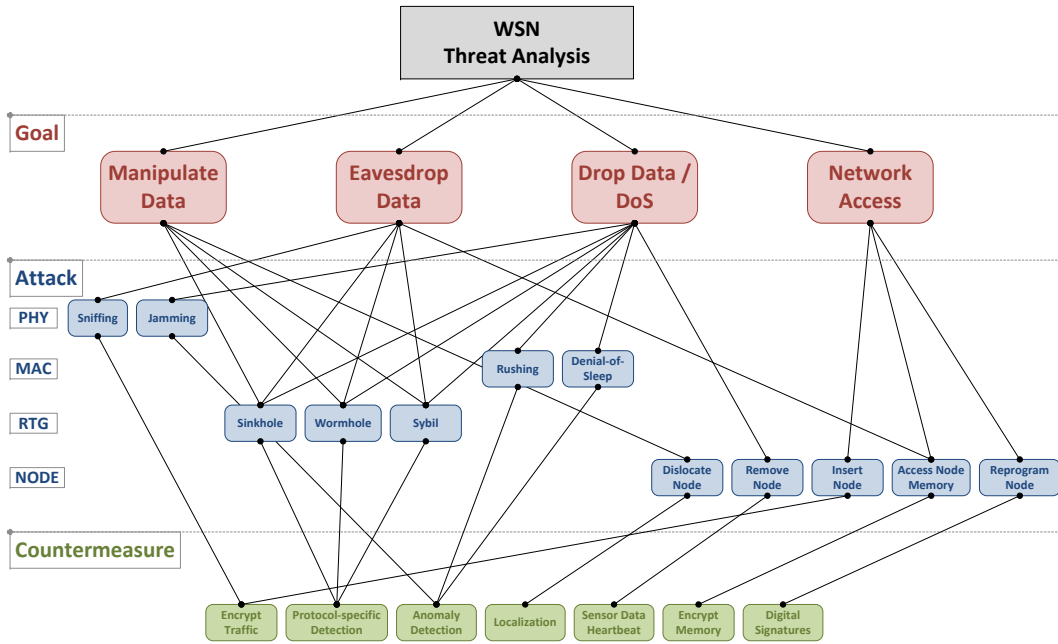 WSN
Threat Analysis
Goal
Manipulate
Data
Eavesdrop
Data
Drop Data /
DoS
Network
Access
Attack
PHY
Sniffing
Jamming
MAC
Rushing
Denial-of-
Sleep
RTG
Sinkhole
Wormhole
Sybil
NODE
Dislocate
Node
Remove
Node
Insert
Node
Access Node
Memory
Reprogram
Node
Countermeasure
Encrypt
Traffic
Protocol-specific
Detection
Anomaly
Detection
Localization
Sensor Data
Heartbeat
Encrypt
Memory
Digital
Signatures